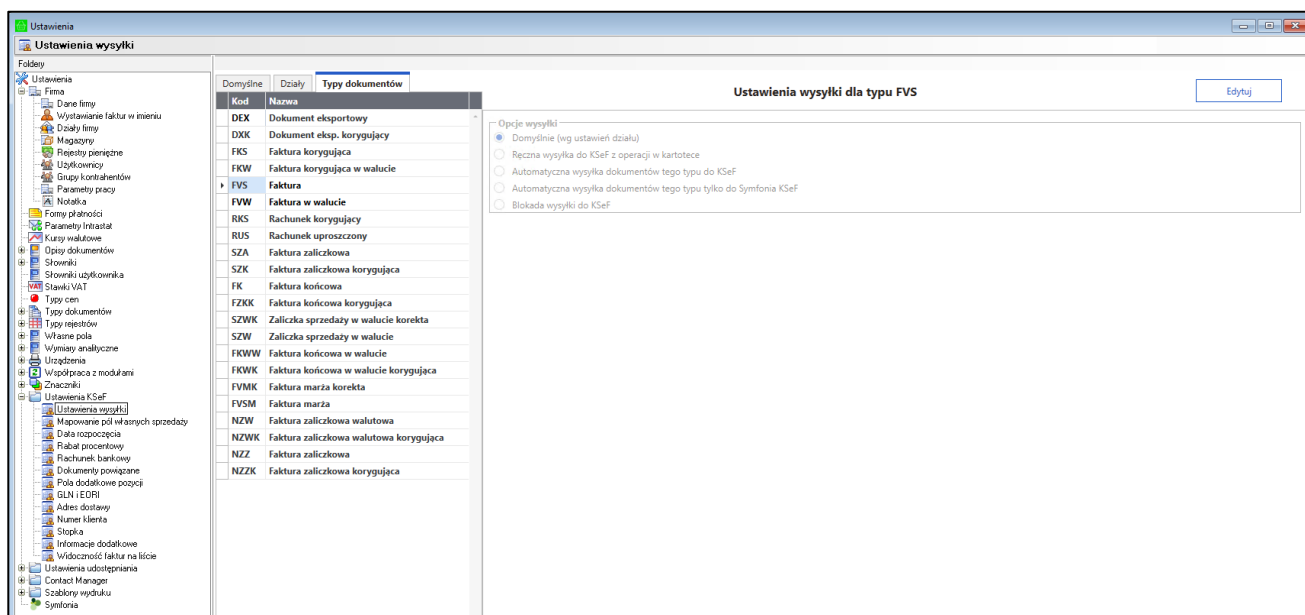 Ustawienia
Ustawienia wysyłki
Foldery
Ustawienia
Firma
Dane firmy
Wystawianie faktur w imieniu
Działy firmy
Magazyny
Rejestry pieniężne
Użytkownicy
Grupy kontrahentów
Parametry pracy
Notatka
Formy płatności
Parametry Intrastat
Kursy walutowe
Opisy dokumentów
Słowniki
Słowniki użytkownika
VAT Stawki VAT
Typy cen
Typy dokumentów
Typy rejestrów
Własne pola
Wymiary analityczne
Urządzenia
Współpraca z modułami
Znaczniki
Ustawienia KSeF
Ustawienia wysyłki
Mapowanie pól własnych sprzedaży
Data rozpoczęcia
Rabat procentowy
Rachunek bankowy
Dokumenty powiązane
Pola dodatkowe pozycji
GLN i EORI
Adres dostawy
Numer klienta
Stopka
Informacje dodatkowe
Widoczność faktur na liście
Ustawienia udostępniania
Contact Manager
Szablony wydruku
Symfonia
Domyślne Działy Typy dokumentów
Kod Nazwa
DEX Dokument eksportowy
DXK Dokument eksp. korygujący
FKS Faktura korygująca
FKW Faktura korygująca w walucie
FVS Faktura
FVW Faktura w walucie
RKS Rachunek korygujący
RUS Rachunek uproszczony
SZA Faktura zaliczkowa
SZK Faktura zaliczkowa korygująca
FK Faktura końcowa
FZKK Faktura końcowa korygująca
SZWK Zaliczka sprzedaży w walucie korekta
SZW Zaliczka sprzedaży w walucie
FKWW Faktura końcowa w walucie
FKWK Faktura końcowa w walucie korygująca
FVMK Faktura marża korekta
FVSM Faktura marża
NZW Faktura zaliczkowa walutowa
NZWK Faktura zaliczkowa walutowa korygująca
NZZ Faktura zaliczkowa
NZZK Faktura zaliczkowa korygująca
Ustawienia wysyłki dla typu FVS
Edytuj
Opcje wysyłki
Domyślnie (wg ustawień działu)
Ręczna wysyłka do KSeF z operacji w kartotece
Automatyczna wysyłka dokumentów tego typu do KSeF
Automatyczna wysyłka dokumentów tego typu tylko do Symfonia KSeF
Blokada wysyłki do KSeF